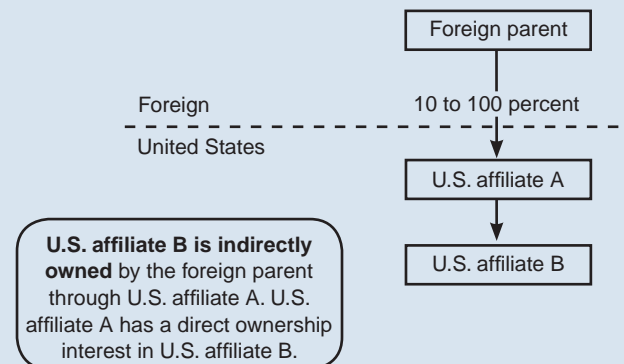 Foreign parent
Foreign
10 to 100 percent
United States
U.S. affiliate A
U.S. affiliate B
U.S. affiliate B is indirectly
owned by the foreign parent
through U.S. affiliate A. U.S.
affiliate A has a direct ownership
interest in U.S. affiliate B.